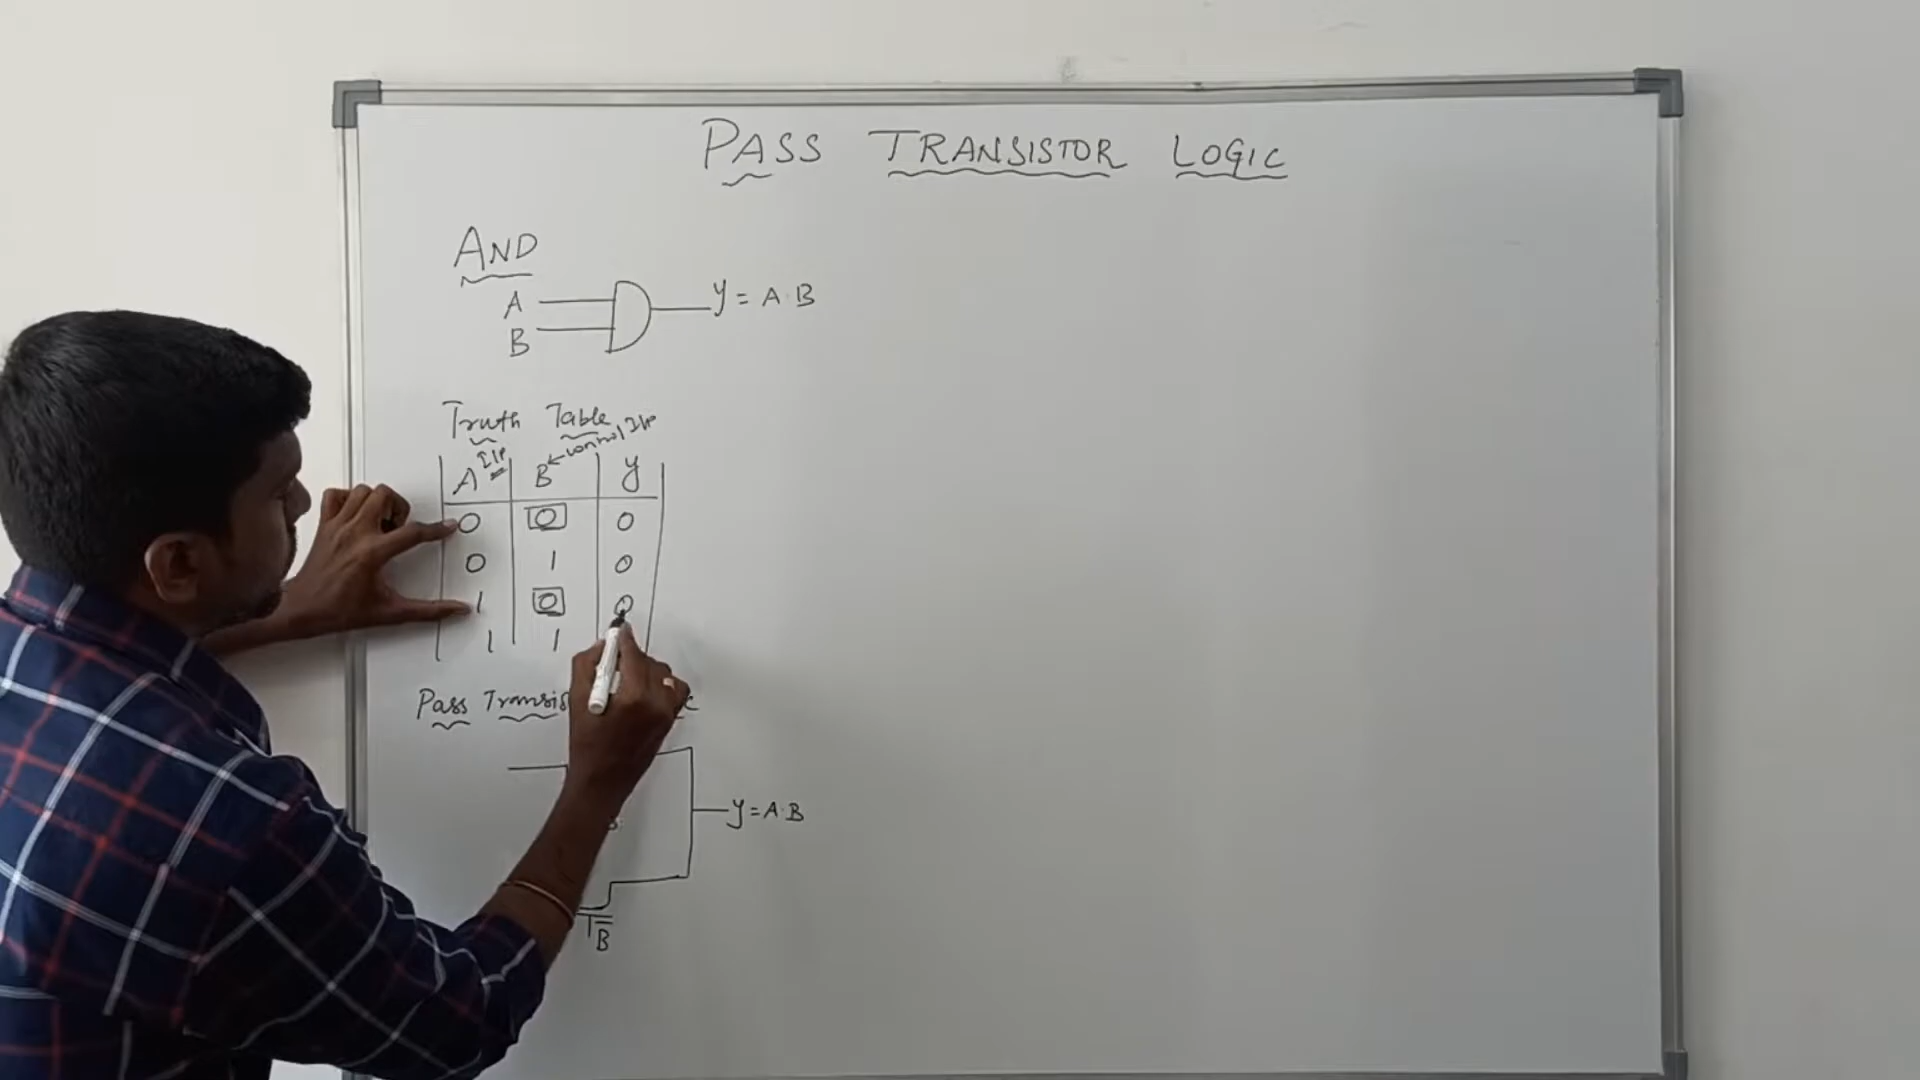 PASS TRANSISTOR LOGIC
AND
A
B
y = A·B
Truth Table
I/P ← control I/P
A B y
0 0 0
0 1 0
1 0 0
1 1
Pass
y = A·B
B̅